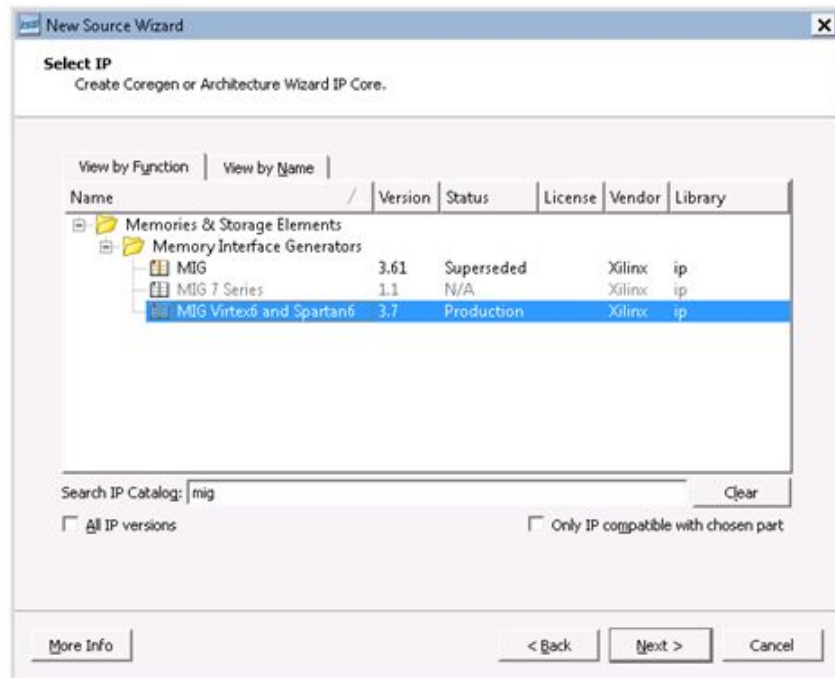 New Source Wizard
Select IP
Create Coregen or Architecture Wizard IP Core.
View by Function View by Name
Name Version Status License Vendor Library
Memories & Storage Elements
Memory Interface Generators
MIG 3.61 Superseded Xilinx ip
MIG 7 Series 1.1 N/A Xilinx ip
MIG Virtex6 and Spartan6 3.7 Production Xilinx ip
Search IP Catalog: mig Clear
All IP versions Only IP compatible with chosen part
More Info < Back Next > Cancel